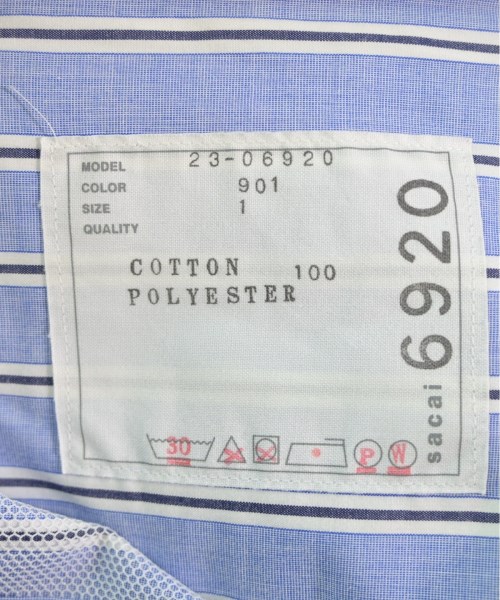 MODEL 23-06920
COLOR 901
SIZE 1
QUALITY
COTTON 100
POLYESTER
30
P
W
sacai 6920